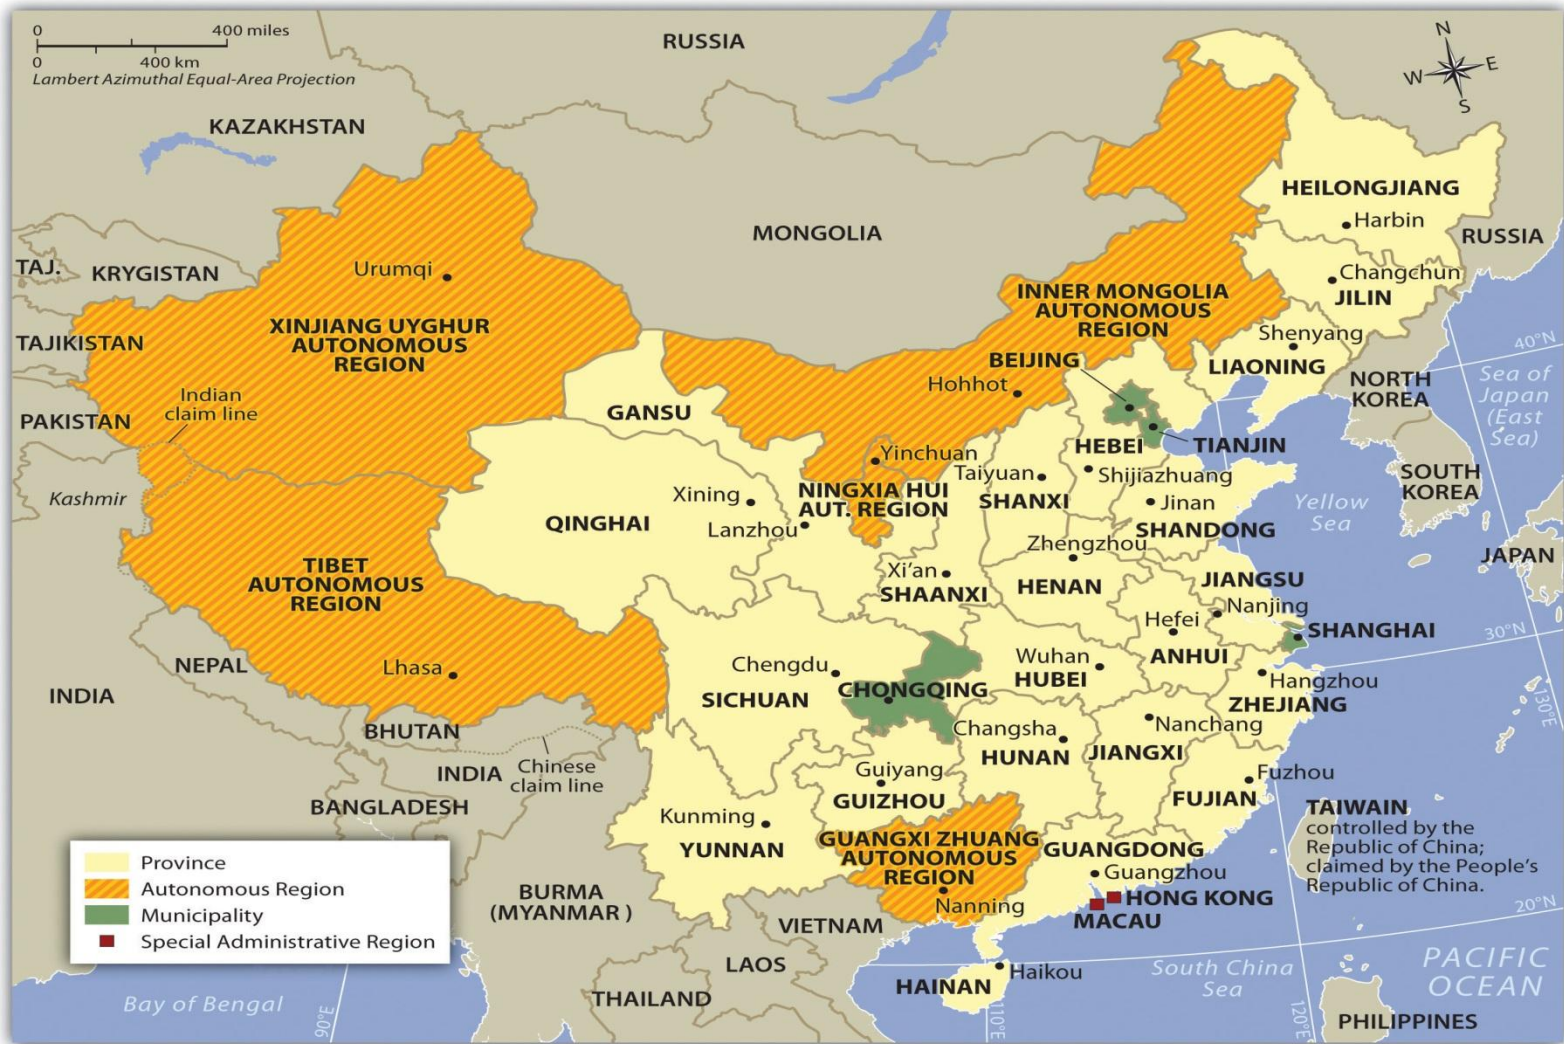 0 400 miles
0 400 km
Lambert Azimuthal Equal-Area Projection
RUSSIA
N
W E
S
KAZAKHSTAN
HEILONGJIANG
Harbin
MONGOLIA
RUSSIA
TAJ.
KRYGISTAN
Urumqi
Changchun
JILIN
INNER MONGOLIA
AUTONOMOUS
REGION
XINJIANG UYGHUR
AUTONOMOUS
REGION
TAJIKISTAN
Shenyang
LIAONING
40°N
BEIJING
Hohhot
NORTH
KOREA
Sea of
Japan
(East
Sea)
Indian
claim line
PAKISTAN
GANSU
HEBEI
TIANJIN
Yinchuan
Taiyuan
Shijiazhuang
SOUTH
KOREA
Kashmir
Xining
NINGXIA HUI
AUT. REGION
SHANXI
Jinan
Yellow
Sea
QINGHAI
Lanzhou
SHANDONG
Zhengzhou
JAPAN
TIBET
AUTONOMOUS
REGION
Xi'an
SHAANXI
HENAN
JIANGSU
Nanjing
Hefei
SHANGHAI
30°N
NEPAL
Lhasa
Chengdu
Wuhan
HUBEI
ANHUI
INDIA
SICHUAN
CHONGQING
Hangzhou
ZHEJIANG
130°E
BHUTAN
Changsha
HUNAN
Nanchang
JIANGXI
INDIA
Chinese
claim line
Guiyang
GUIZHOU
Fuzhou
FUJIAN
BANGLADESH
TAIWAIN
controlled by the
Republic of China;
claimed by the People's
Republic of China.
Kunming
YUNNAN
GUANGXI ZHUANG
AUTONOMOUS
REGION
GUANGDONG
Guangzhou
Province
Autonomous Region
Municipality
Special Administrative Region
BURMA
(MYANMAR )
Nanning
HONG KONG
MACAU
20°N
VIETNAM
LAOS
HAINAN
Haikou
South China
Sea
PACIFIC
OCEAN
THAILAND
Bay of Bengal
90°E
110°E
120°E
PHILIPPINES